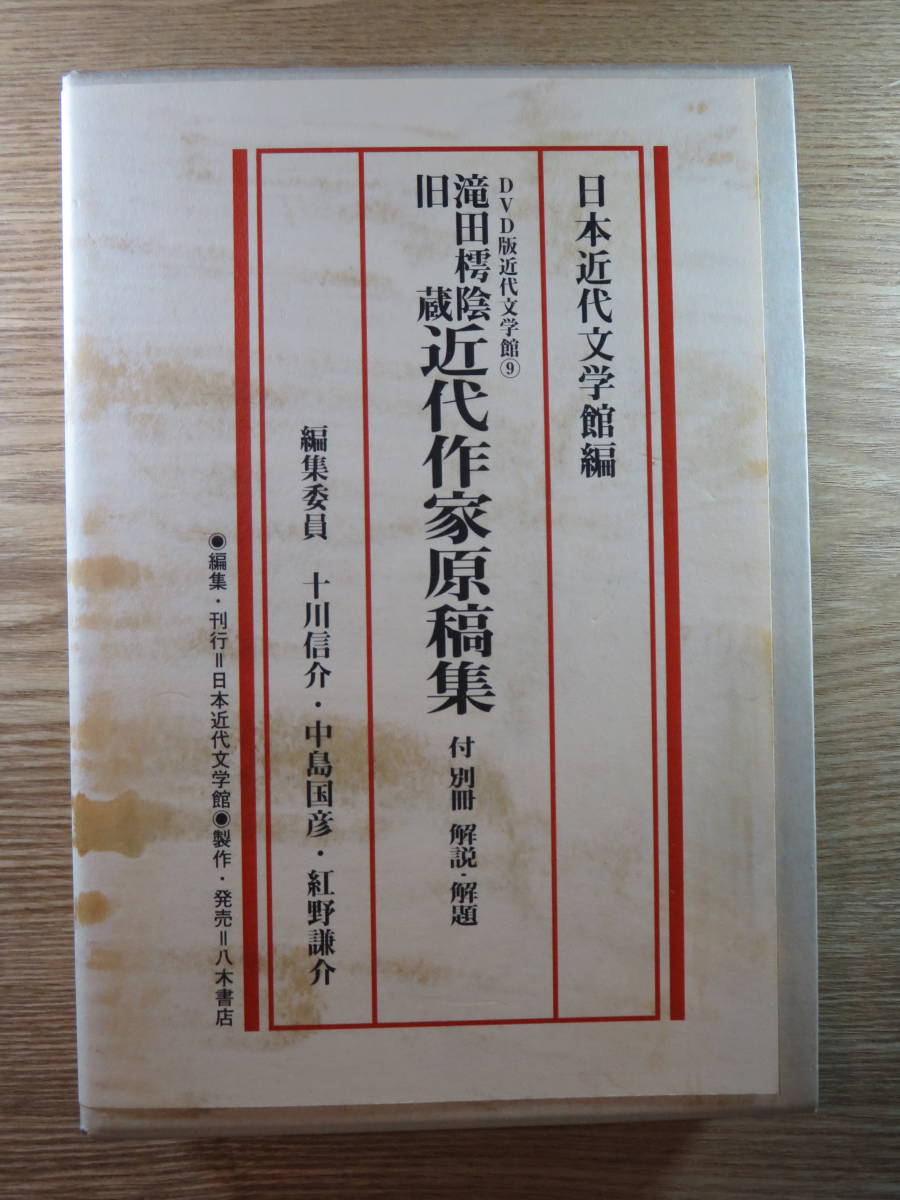 日本近代文学館編
DVD版近代文学館⑨
滝田樗陰旧蔵
近代作家原稿集 付 別冊 解説・解題
編集委員 十川信介・中島国彦・紅野謙介
◉編集・刊行=日本近代文学館◉製作・発売=八木書店